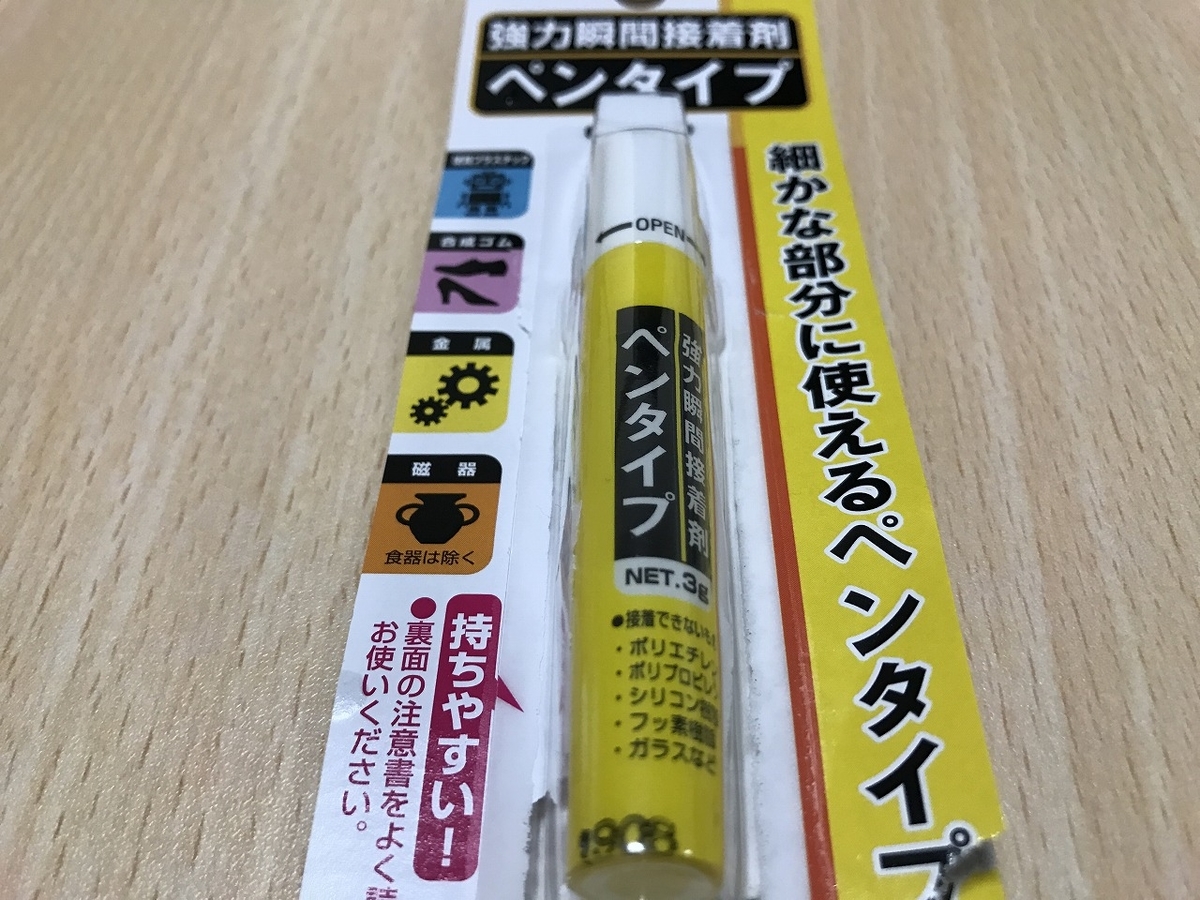 強力瞬間接着剤
ペンタイプ
細かな部分に使えるペンタイプ
硬質プラスチック
合成ゴム
金属
磁器
食器は除く
持ちやすい!
●裏面の注意書をよく
お使いください。
OPEN
強力瞬間接着剤
ペンタイプ
NET.3g
●接着できないも
・ポリエチレ
・ポリプロピレ
・シリコン樹脂
・フッ素樹脂
・ガラスなど
1908